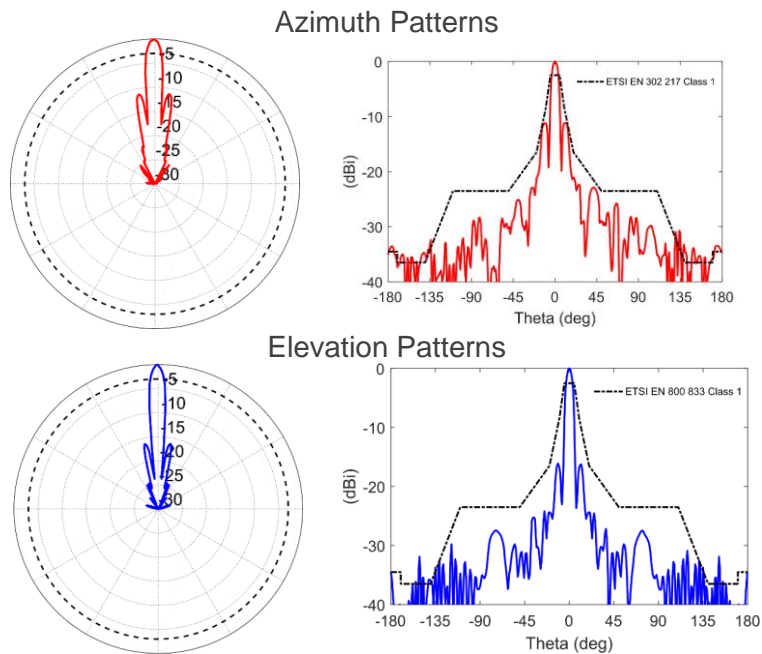 Azimuth Patterns
-5
-10
-15
-20
-25
-30
0
-10
-20
-30
-40
(dBi)
ETSI EN 302 217 Class 1
-180 -135 -90 -45 0 45 90 135 180
Theta (deg)
Elevation Patterns
-5
-10
-15
-20
-25
-30
0
-10
-20
-30
-40
(dBi)
ETSI EN 800 833 Class 1
-180 -135 -90 -45 0 45 90 135 180
Theta (deg)